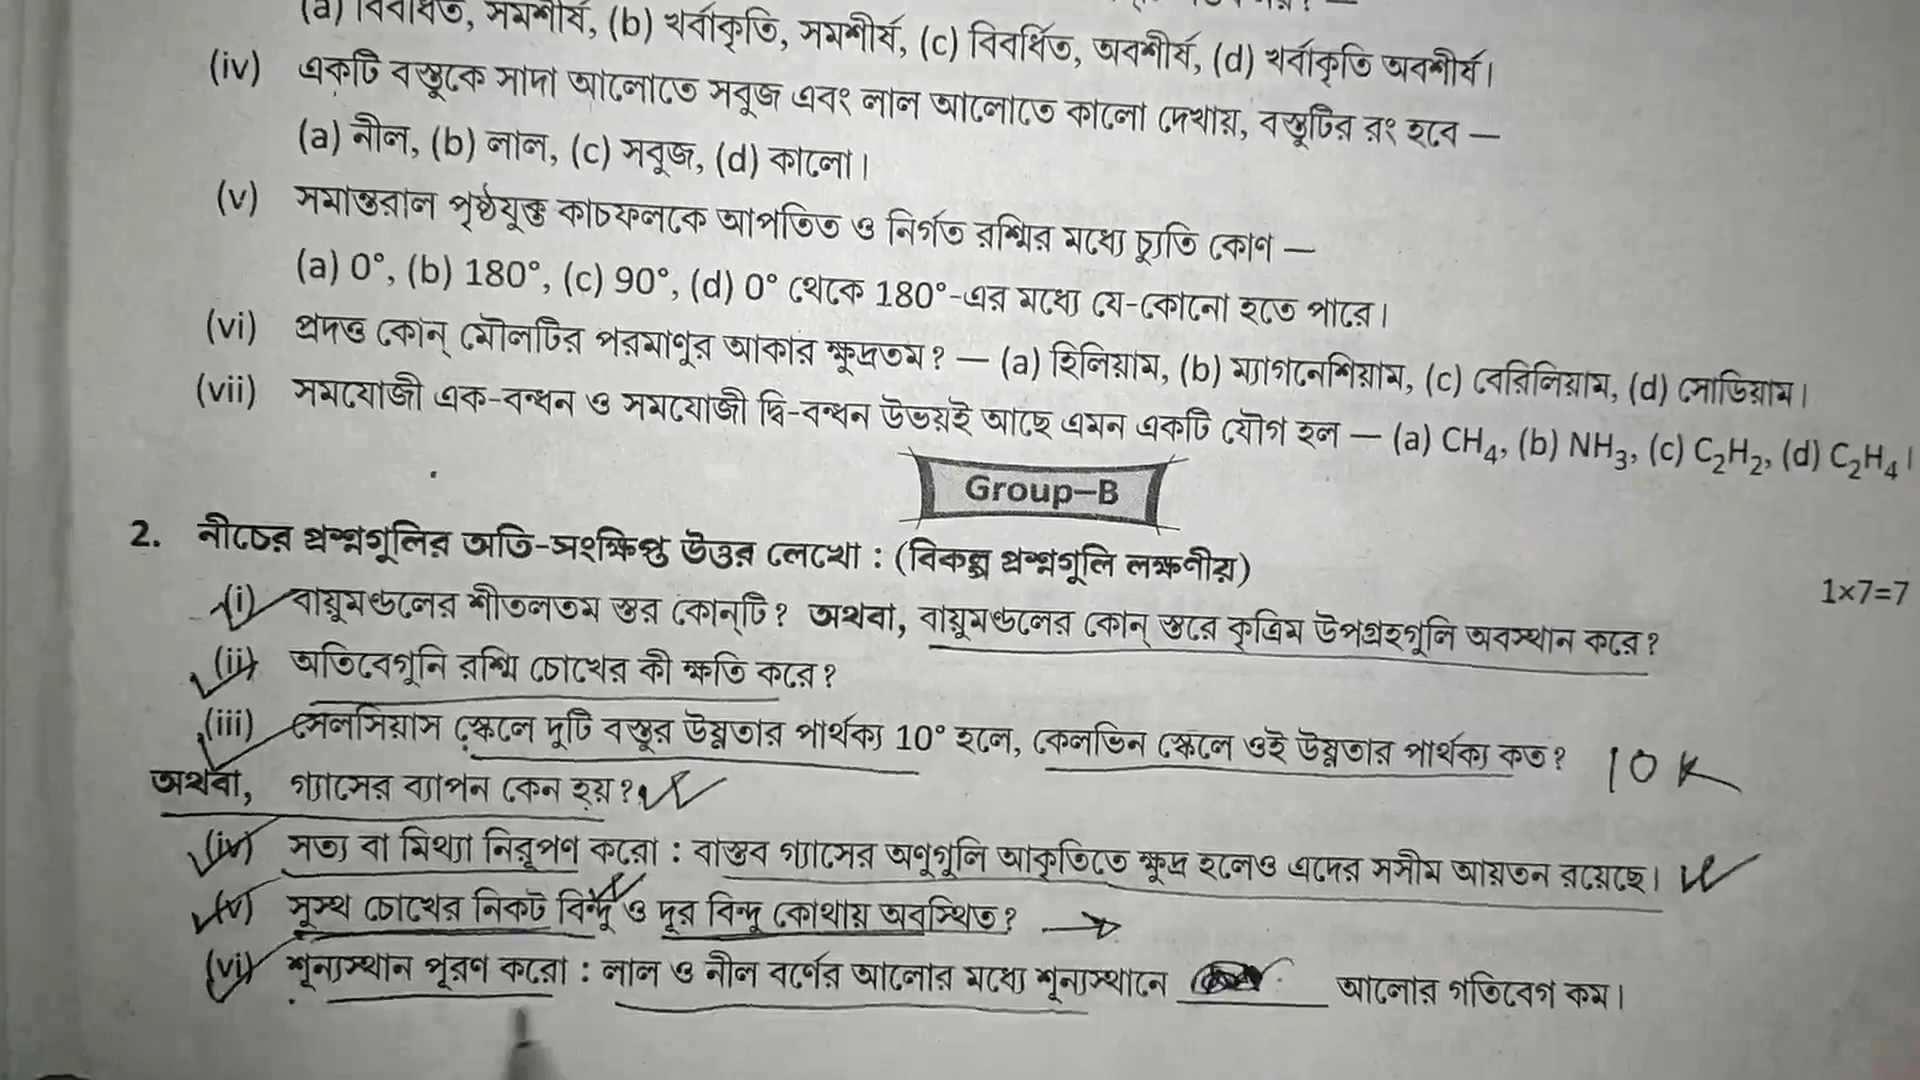 (a) বিবর্ধিত, সমশীর্ষ, (b) খর্বাকৃতি, সমশীর্ষ, (c) বিবর্ধিত, অবশীর্ষ, (d) খর্বাকৃতি অবশীর্ষ।
(iv) একটি বস্তুকে সাদা আলোতে সবুজ এবং লাল আলোতে কালো দেখায়, বস্তুটির রং হবে —
(a) নীল, (b) লাল, (c) সবুজ, (d) কালো।
(v) সমান্তরাল পৃষ্ঠযুক্ত কাচফলকে আপতিত ও নির্গত রশ্মির মধ্যে চ্যুতি কোণ —
(a) 0°, (b) 180°, (c) 90°, (d) 0° থেকে 180°-এর মধ্যে যে-কোনো হতে পারে।
(vi) প্রদত্ত কোন্ মৌলটির পরমাণুর আকার ক্ষুদ্রতম? — (a) হিলিয়াম, (b) ম্যাগনেশিয়াম, (c) বেরিলিয়াম, (d) সোডিয়াম।
(vii) সমযোজী এক-বন্ধন ও সমযোজী দ্বি-বন্ধন উভয়ই আছে এমন একটি যৌগ হল — (a) CH₄, (b) NH₃, (c) C₂H₂, (d) C₂H₄।
Group–B
2. নীচের প্রশ্নগুলির অতি-সংক্ষিপ্ত উত্তর লেখো : (বিকল্প প্রশ্নগুলি লক্ষণীয়) 1×7=7
(i) বায়ুমণ্ডলের শীতলতম স্তর কোন্‌টি? অথবা, বায়ুমণ্ডলের কোন্ স্তরে কৃত্রিম উপগ্রহগুলি অবস্থান করে?
(ii) অতিবেগুনি রশ্মি চোখের কী ক্ষতি করে?
(iii) সেলসিয়াস স্কেলে দুটি বস্তুর উষ্ণতার পার্থক্য 10° হলে, কেলভিন স্কেলে ওই উষ্ণতার পার্থক্য কত? 10 K
অথবা, গ্যাসের ব্যাপন কেন হয়?
(iv) সত্য বা মিথ্যা নিরূপণ করো : বাস্তব গ্যাসের অণুগুলি আকৃতিতে ক্ষুদ্র হলেও এদের সসীম আয়তন রয়েছে।
(v) সুস্থ চোখের নিকট বিন্দু ও দূর বিন্দু কোথায় অবস্থিত? →
(vi) শূন্যস্থান পূরণ করো : লাল ও নীল বর্ণের আলোর মধ্যে শূন্যস্থানে ______ আলোর গতিবেগ কম।